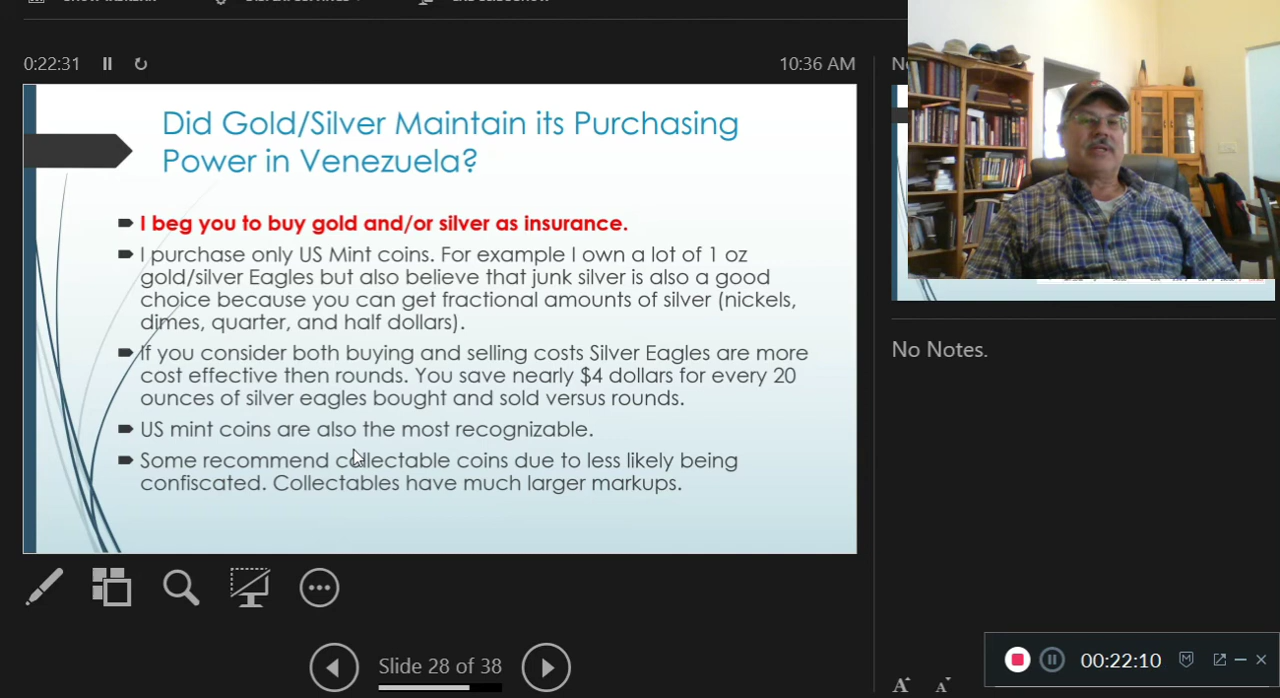 0:22:31
10:36 AM
Did Gold/Silver Maintain its Purchasing
Power in Venezuela?
I beg you to buy gold and/or silver as insurance.
I purchase only US Mint coins. For example I own a lot of 1 oz
gold/silver Eagles but also believe that junk silver is also a good
choice because you can get fractional amounts of silver (nickels,
dimes, quarter, and half dollars).
If you consider both buying and selling costs Silver Eagles are more
cost effective then rounds. You save nearly $4 dollars for every 20
ounces of silver eagles bought and sold versus rounds.
US mint coins are also the most recognizable.
Some recommend collectable coins due to less likely being
confiscated. Collectables have much larger markups.
No Notes.
Slide 28 of 38
00:22:10
A A